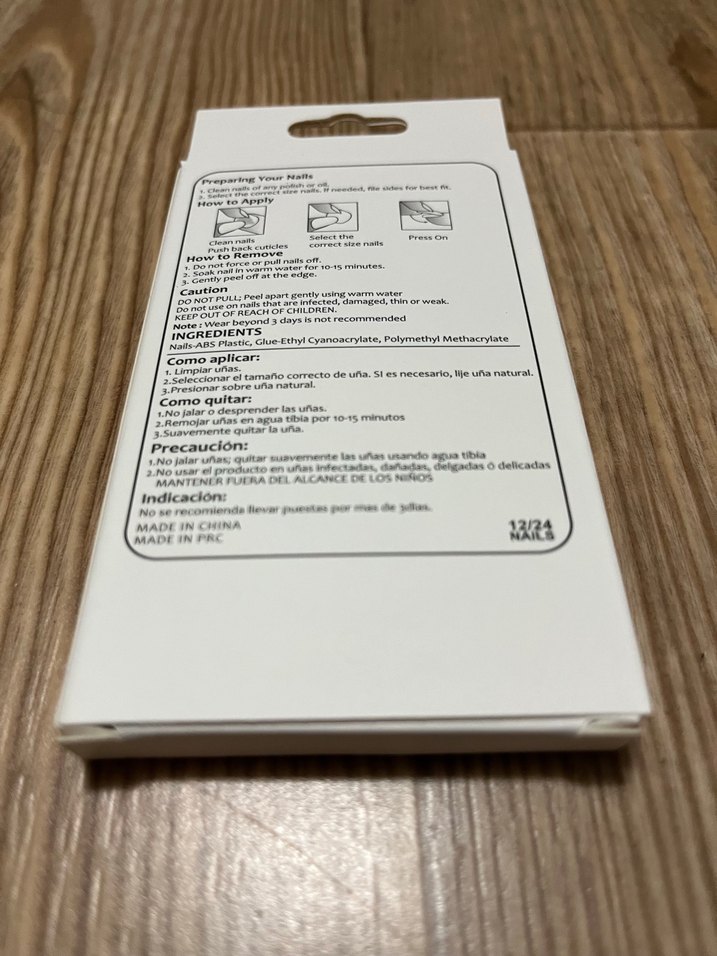 Preparing Your Nails
1. Clean nails of any polish or oil.
2. Select the correct size nails. If needed, file sides for best fit.
How to Apply
Clean nails
Push back cuticles
Select the
correct size nails
Press On
How to Remove
1. Do not force or pull nails off.
2. Soak nail in warm water for 10-15 minutes.
3. Gently peel off at the edge.
Caution
DO NOT PULL; Peel apart gently using warm water
Do not use on nails that are infected, damaged, thin or weak.
KEEP OUT OF REACH OF CHILDREN.
Note : Wear beyond 3 days is not recommended
INGREDIENTS
Nails-ABS Plastic, Glue-Ethyl Cyanoacrylate, Polymethyl Methacrylate
Como aplicar:
1. Limpiar uñas.
2.Seleccionar el tamaño correcto de uña. SI es necesario, lije uña natural.
3.Presionar sobre uña natural.
Como quitar:
1.No jalar o desprender las uñas.
2.Remojar uñas en agua tibia por 10-15 minutos
3.Suavemente quitar la uña.
Precaución:
1.No jalar uñas; quitar suavemente las uñas usando agua tibia
2.No usar el producto en uñas infectadas, dañadas, delgadas ó delicadas
MANTENER FUERA DEL ALCANCE DE LOS NIÑOS
Indicación:
No se recomienda llevar puestas por mas de
MADE IN CHINA
MADE IN PRC
12/24
NAILS